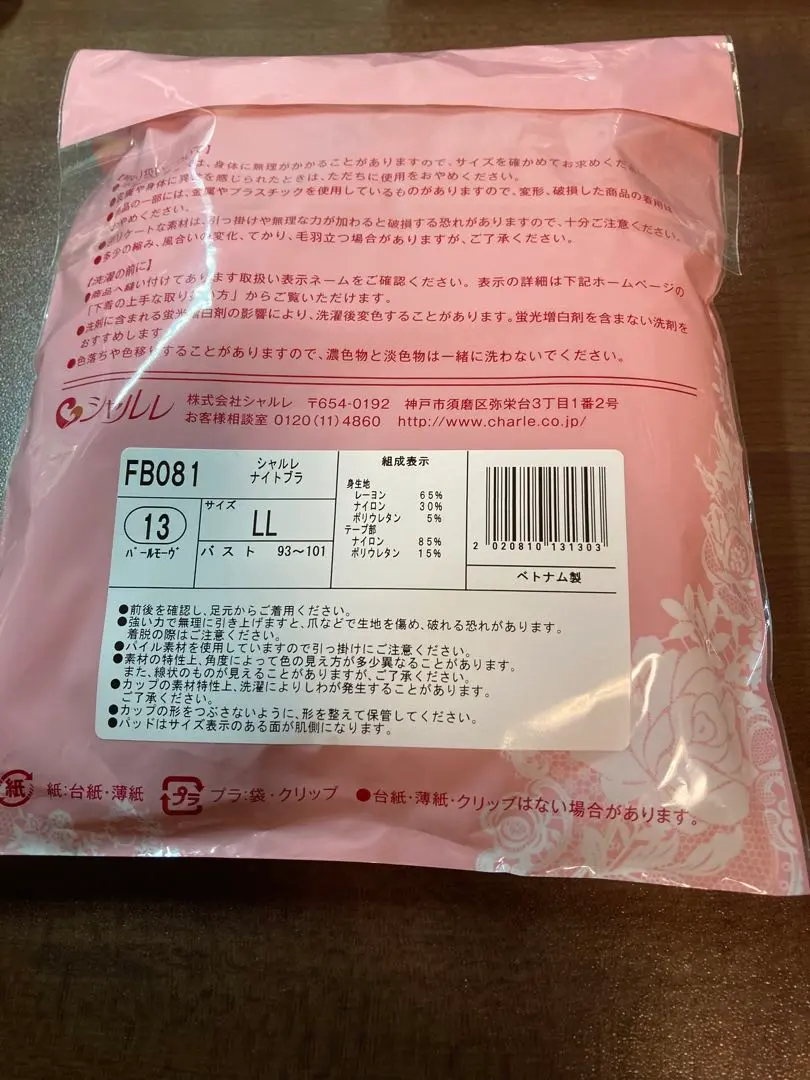 は、身体に無理がかかることがありますので、サイズを確かめてお求めくだ
皮膚や身体に異常を感じられたときは、ただちに使用をおやめください。
●商品の一部には、金属やプラスチックを使用しているものがありますので、変形、破損した商品の着用は
おやめください。
●デリケートな素材は、引っ掛けや無理な力が加わると破損する恐れがありますので、十分ご注意ください。
●多少の縮み、風合いの変化、てかり、毛羽立つ場合がありますが、ご了承ください。
【洗濯の前に】
●商品へ縫い付けてあります取扱い表示ネームをご確認ください。表示の詳細は下記ホームページの
「下着の上手な取り扱い方」からご覧いただけます。
●洗剤に含まれる蛍光増白剤の影響により、洗濯後変色することがあります。蛍光増白剤を含まない洗剤を
おすすめします
●色落ちや色移りすることがありますので、濃色物と淡色物は一緒に洗わないでください。
シャルレ 株式会社シャルレ 〒654-0192 神戸市須磨区弥栄台3丁目1番2号
お客様相談室 0120(11)4860 http://www.charle.co.jp/
FB081 シャルレ
ナイトブラ
13
パールモーヴ
サイズ
LL
バスト 93〜101
組成表示
身生地
レーヨン 65%
ナイロン 30%
ポリウレタン 5%
テープ部
ナイロン 85%
ポリウレタン 15%
2 020810 131303
ベトナム製
●前後を確認し、足元からご着用ください。
●強い力で無理に引き上げますと、爪などで生地を傷め、破れる恐れがあります。
着脱の際はご注意ください。
●パイル素材を使用していますので引っ掛けにご注意ください。
●素材の特性上、角度によって色の見え方が多少異なることがあります。
また、線状のものが見えることがありますが、ご了承ください。
●カップの素材特性上、洗濯によりしわが発生することがあります。
ご了承ください。
●カップの形をつぶさないように、形を整えて保管してください。
●パッドはサイズ表示のある面が肌側になります。
紙 紙:台紙・薄紙 プラ プラ:袋・クリップ ●台紙・薄紙・クリップはない場合があります。